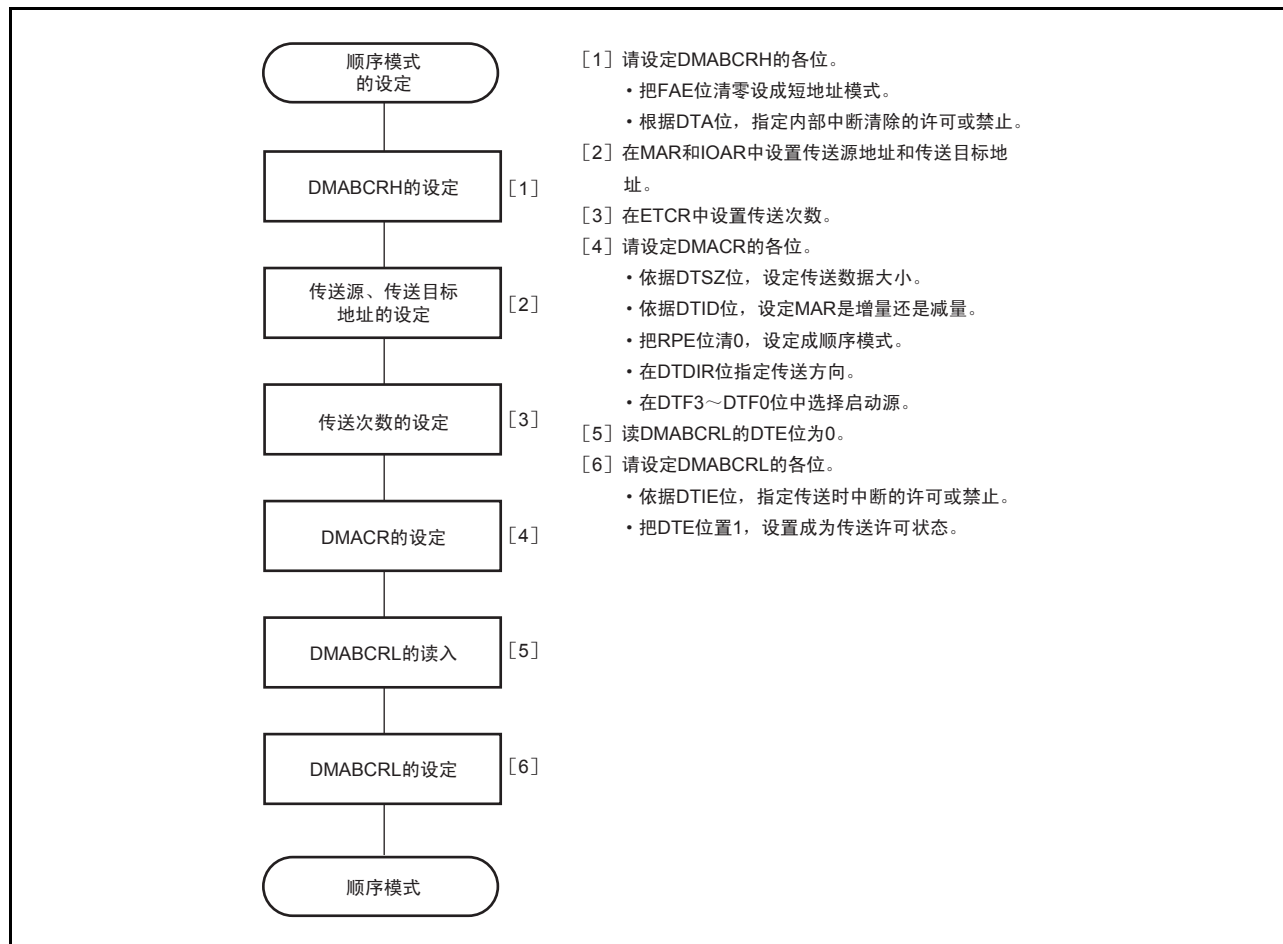 顺序模式
的设定
DMABCRH的设定
［1］
传送源、传送目标
地址的设定
［2］
传送次数的设定
［3］
DMACR的设定
［4］
DMABCRL的读入
［5］
DMABCRL的设定
［6］
顺序模式
［1］请设定DMABCRH的各位。
・把FAE位清零设成短地址模式。
・根据DTA位，指定内部中断清除的许可或禁止。
［2］在MAR和IOAR中设置传送源地址和传送目标地
址。
［3］在ETCR中设置传送次数。
［4］请设定DMACR的各位。
・依据DTSZ位，设定传送数据大小。
・依据DTID位，设定MAR是增量还是减量。
・把RPE位清0，设定成顺序模式。
・在DTDIR位指定传送方向。
・在DTF3～DTF0位中选择启动源。
［5］读DMABCRL的DTE位为0。
［6］请设定DMABCRL的各位。
・依据DTIE位，指定传送时中断的许可或禁止。
・把DTE位置1，设置成为传送许可状态。